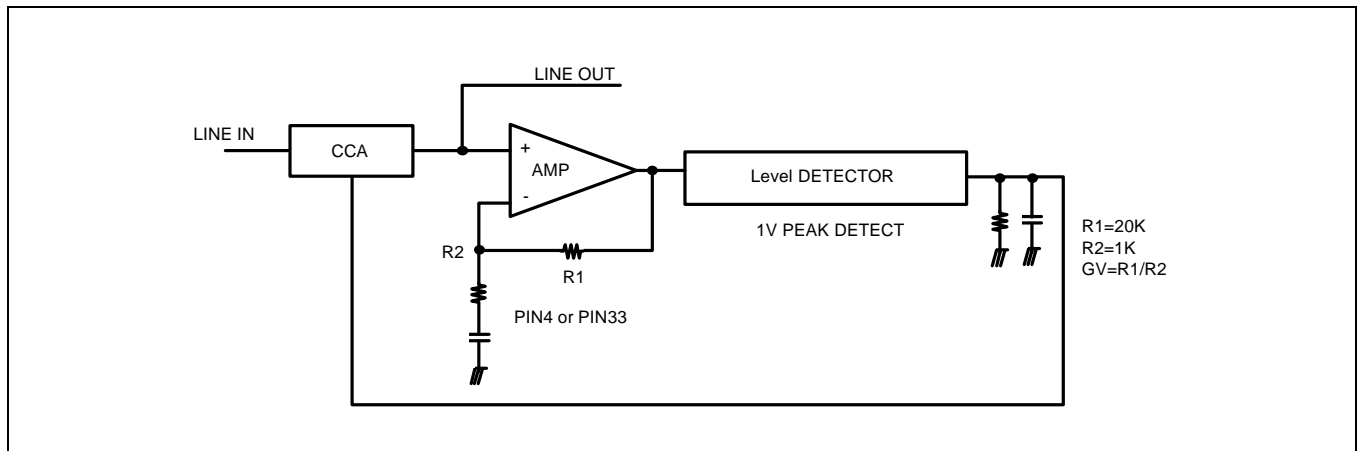 LINE OUT
LINE IN
CCA
+
AMP
-
Level DETECTOR
1V PEAK DETECT
R2
R1
PIN4 or PIN33
R1=20K
R2=1K
GV=R1/R2